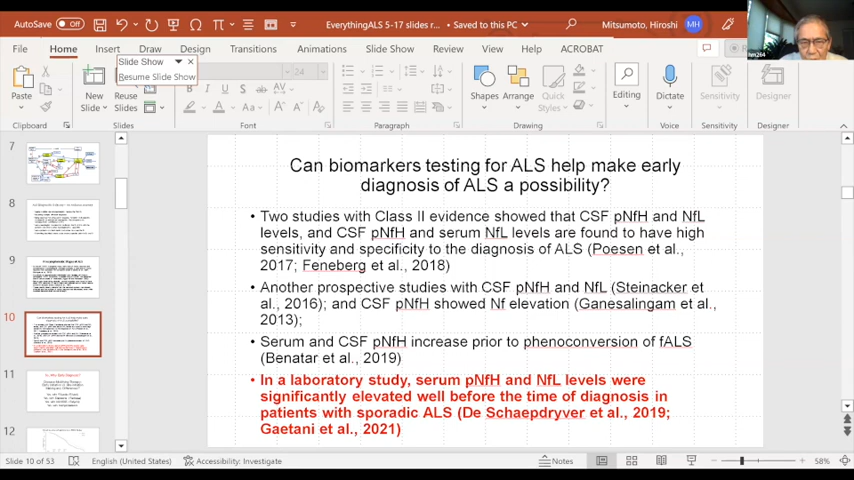 AutoSave Off
EverythingALS 5-17 slides r... • Saved to this PC
Mitsumoto, Hiroshi MH
File Home Insert Draw Design Transitions Animations Slide Show Record Review View Help ACROBAT
Slide Show
Resume Slide Show
hm264
Paste
New Slide
Reuse Slides
24
Shapes
Arrange
Quick Styles
Editing
Dictate
Sensitivity
Designer
Clipboard
Slides
Font
Paragraph
Drawing
Voice
Sensitivity
Designer
7
8
9
10
11
12
Can biomarkers testing for ALS help make early
diagnosis of ALS a possibility?
• Two studies with Class II evidence showed that CSF pNfH and NfL
levels, and CSF pNfH and serum NfL levels are found to have high
sensitivity and specificity to the diagnosis of ALS (Poesen et al.,
2017; Feneberg et al., 2018)
• Another prospective studies with CSF pNfH and NfL (Steinacker et
al., 2016); and CSF pNfH showed Nf elevation (Ganesalingam et al.,
2013);
• Serum and CSF pNfH increase prior to phenoconversion of fALS
(Benatar et al., 2019)
• In a laboratory study, serum pNfH and NfL levels were
significantly elevated well before the time of diagnosis in
patients with sporadic ALS (De Schaepdryver et al., 2019;
Gaetani et al., 2021)
Slide 10 of 53
English (United States)
Accessibility: Investigate
Notes
58%